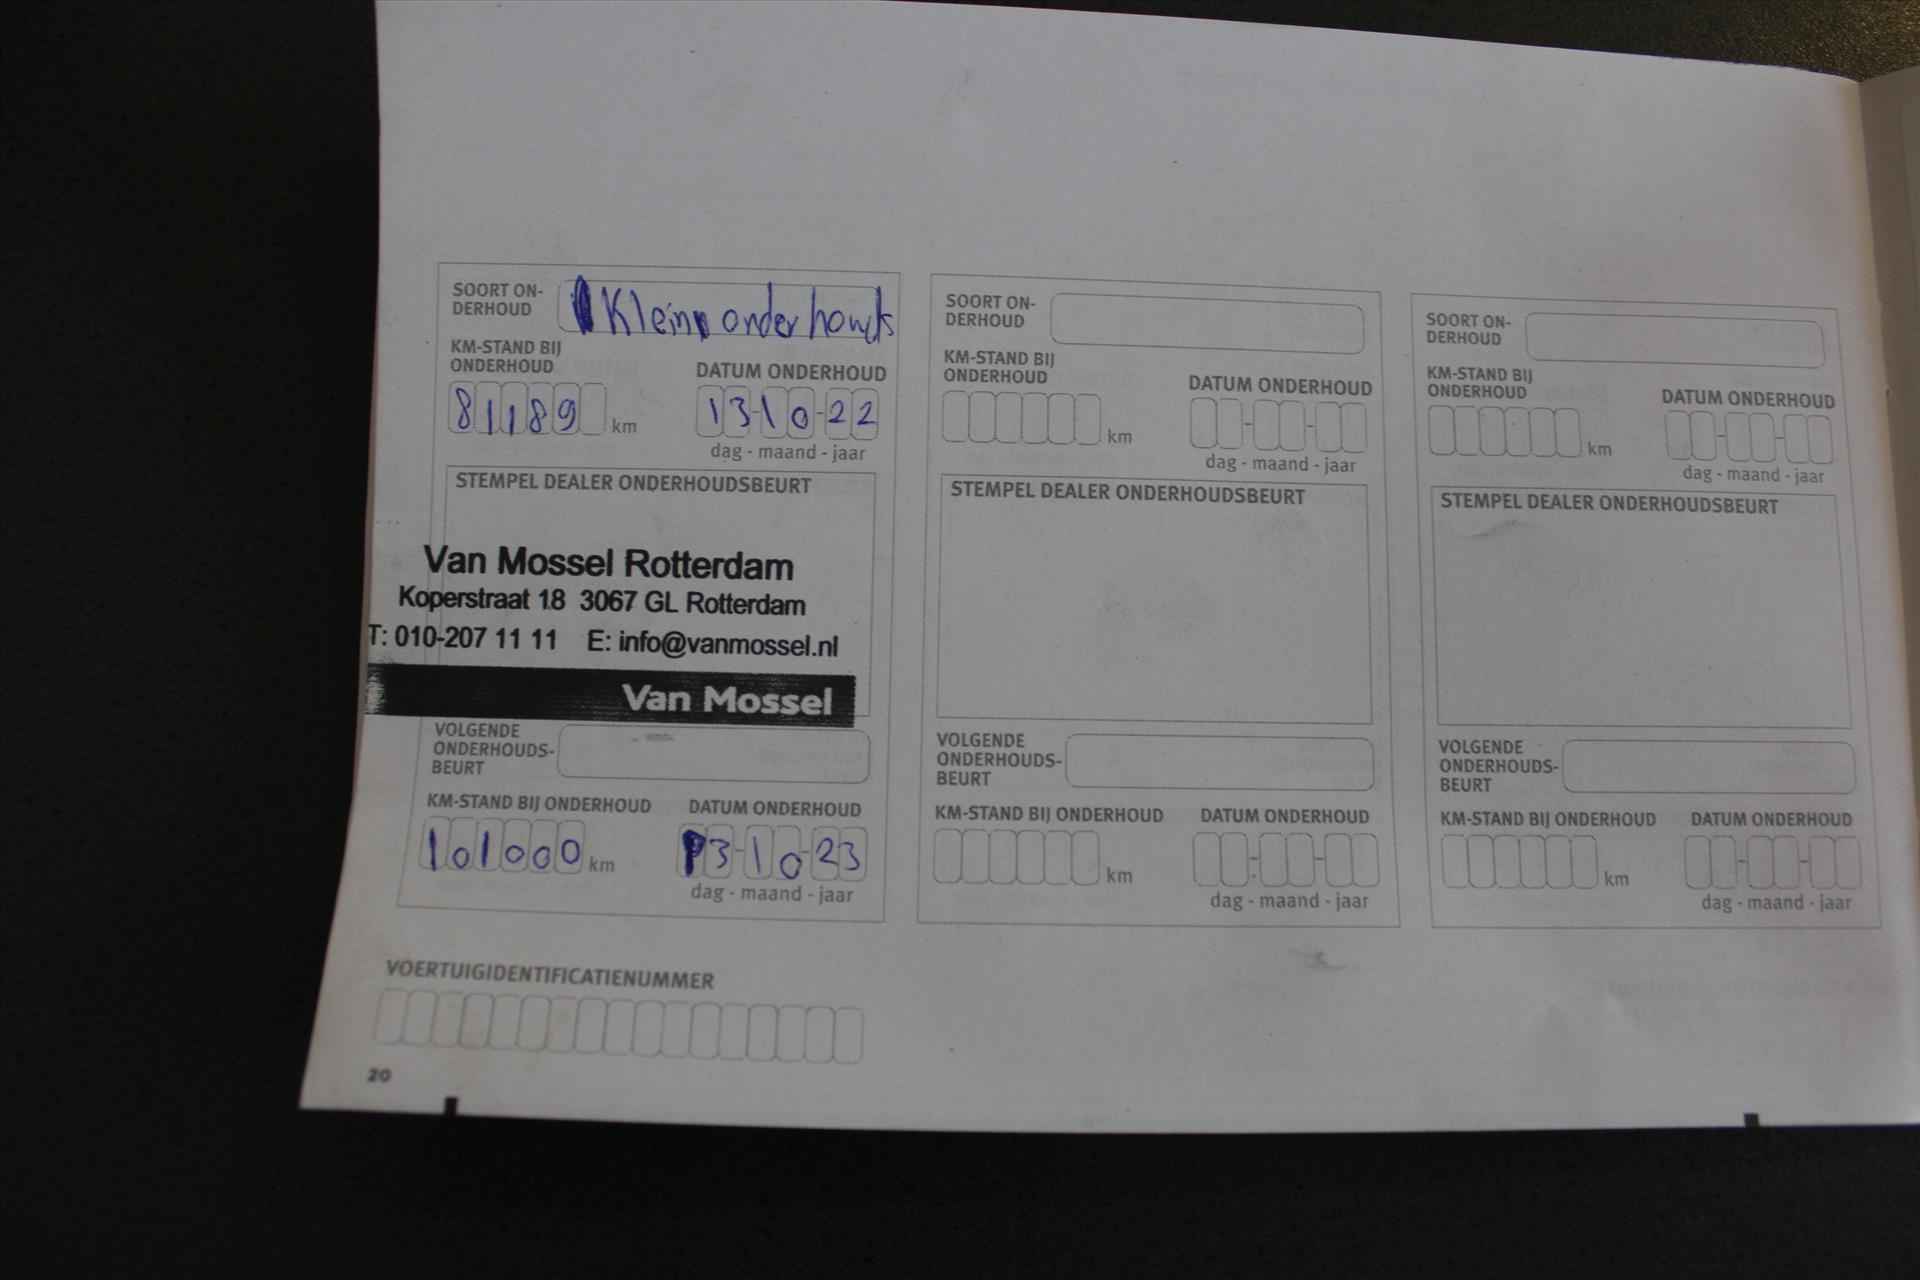 SOORT ON-
DERHOUD
Klein onderhouds
KM-STAND BIJ
ONDERHOUD
81189 km
DATUM ONDERHOUD
13-10-22
dag - maand - jaar
STEMPEL DEALER ONDERHOUDSBEURT
Van Mossel Rotterdam
Koperstraat 18 3067 GL Rotterdam
T: 010-207 11 11 E: info@vanmossel.nl
Van Mossel
VOLGENDE
ONDERHOUDS-
BEURT
KM-STAND BIJ ONDERHOUD
101000 km
DATUM ONDERHOUD
13-10-23
dag - maand - jaar
SOORT ON-
DERHOUD
KM-STAND BIJ
ONDERHOUD
km
DATUM ONDERHOUD
dag - maand - jaar
STEMPEL DEALER ONDERHOUDSBEURT
VOLGENDE
ONDERHOUDS-
BEURT
KM-STAND BIJ ONDERHOUD
km
DATUM ONDERHOUD
dag - maand - jaar
SOORT ON-
DERHOUD
KM-STAND BIJ
ONDERHOUD
km
DATUM ONDERHOUD
dag - maand - jaar
STEMPEL DEALER ONDERHOUDSBEURT
VOLGENDE
ONDERHOUDS-
BEURT
KM-STAND BIJ ONDERHOUD
km
DATUM ONDERHOUD
dag - maand - jaar
VOERTUIGIDENTIFICATIENUMMER
20